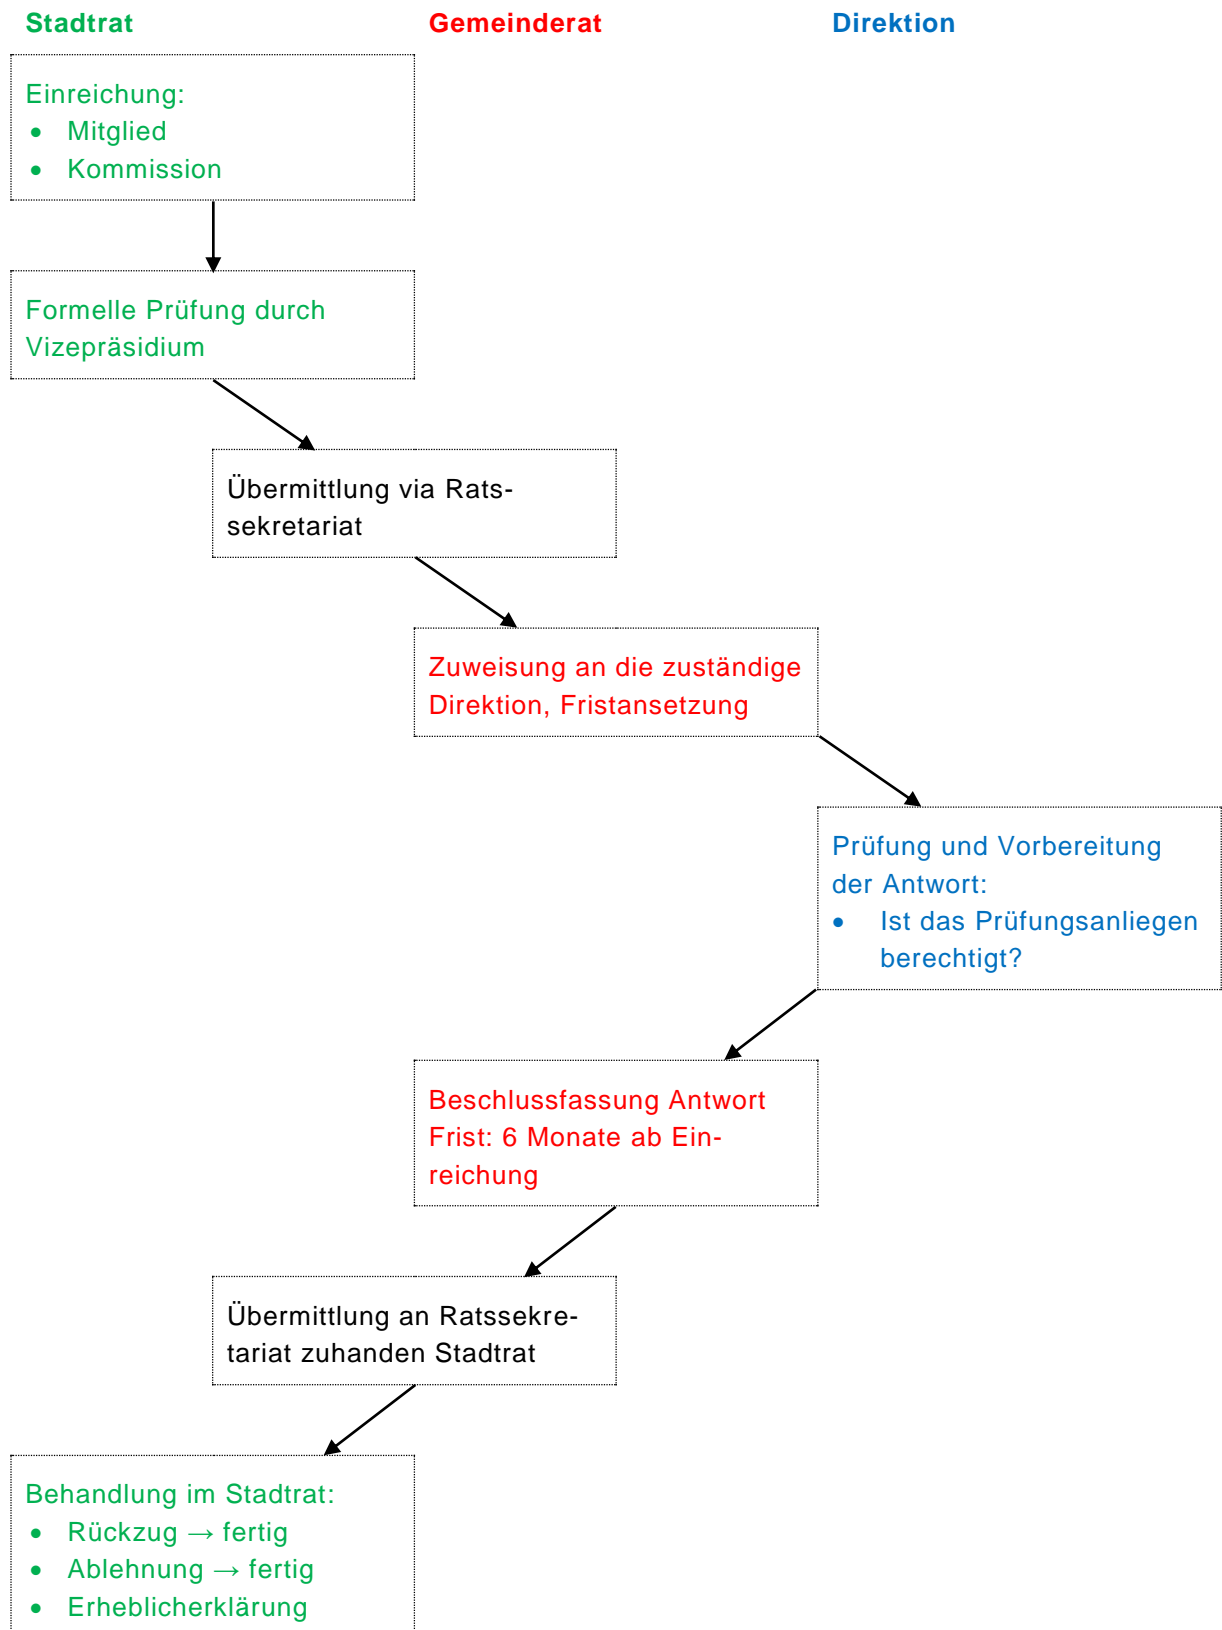 Stadtrat Gemeinderat Direktion
Einreichung:
• Mitglied
• Kommission
Formelle Prüfung durch
Vizepräsidium
Übermittlung via Rats-
sekretariat
Zuweisung an die zuständige
Direktion, Fristansetzung
Prüfung und Vorbereitung
der Antwort:
• Ist das Prüfungsanliegen
berechtigt?
Beschlussfassung Antwort
Frist: 6 Monate ab Ein-
reichung
Übermittlung an Ratssekre-
tariat zuhanden Stadtrat
Behandlung im Stadtrat:
• Rückzug → fertig
• Ablehnung → fertig
• Erheblicherklärung